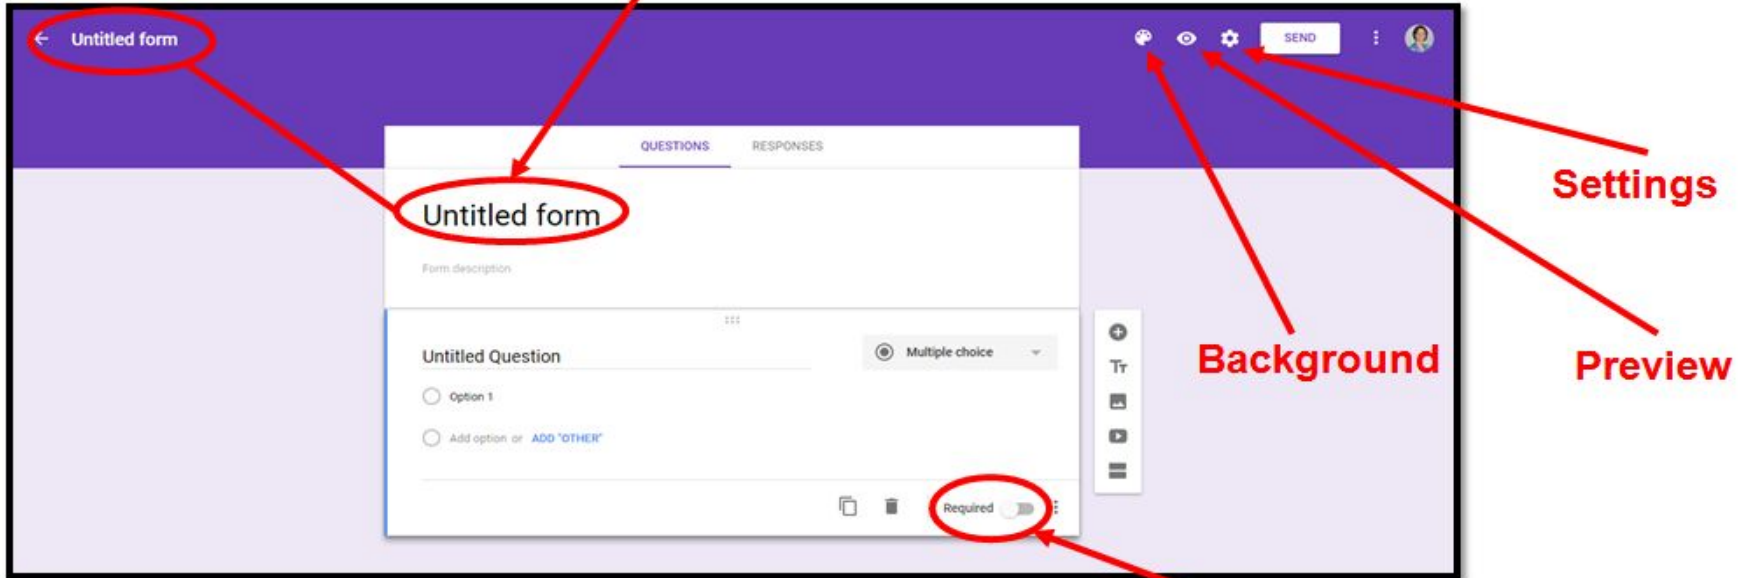 Untitled form
SEND
QUESTIONS RESPONSES
Settings
Untitled form
Form description
Untitled Question
Multiple choice
Background
Preview
Tт
Option 1
Add option or ADD "OTHER"
Required